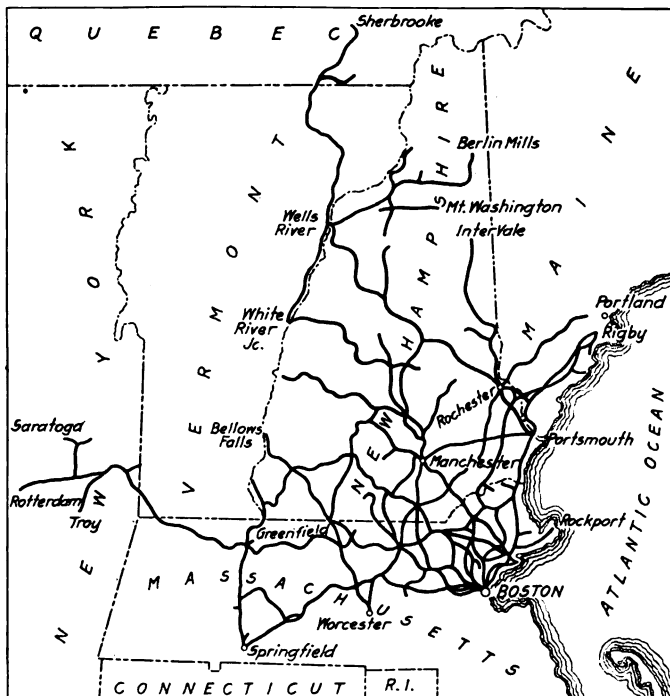 Sherbrooke
QUEBEC
NEW YORK
VERMONT
NEW HAMPSHIRE
MAINE
Berlin Mills
Mt. Washington
Wells
River
InterVale
Portland
Rigby
White
River
Jc.
Rochester
Saratoga
Bellows
Falls
Portsmouth
Manchester
Rotterdam
Troy
Rockport
Greenfield
ATLANTIC OCEAN
MASSACHUSETTS
BOSTON
Worcester
Springfield
CONNECTICUT
R.I.